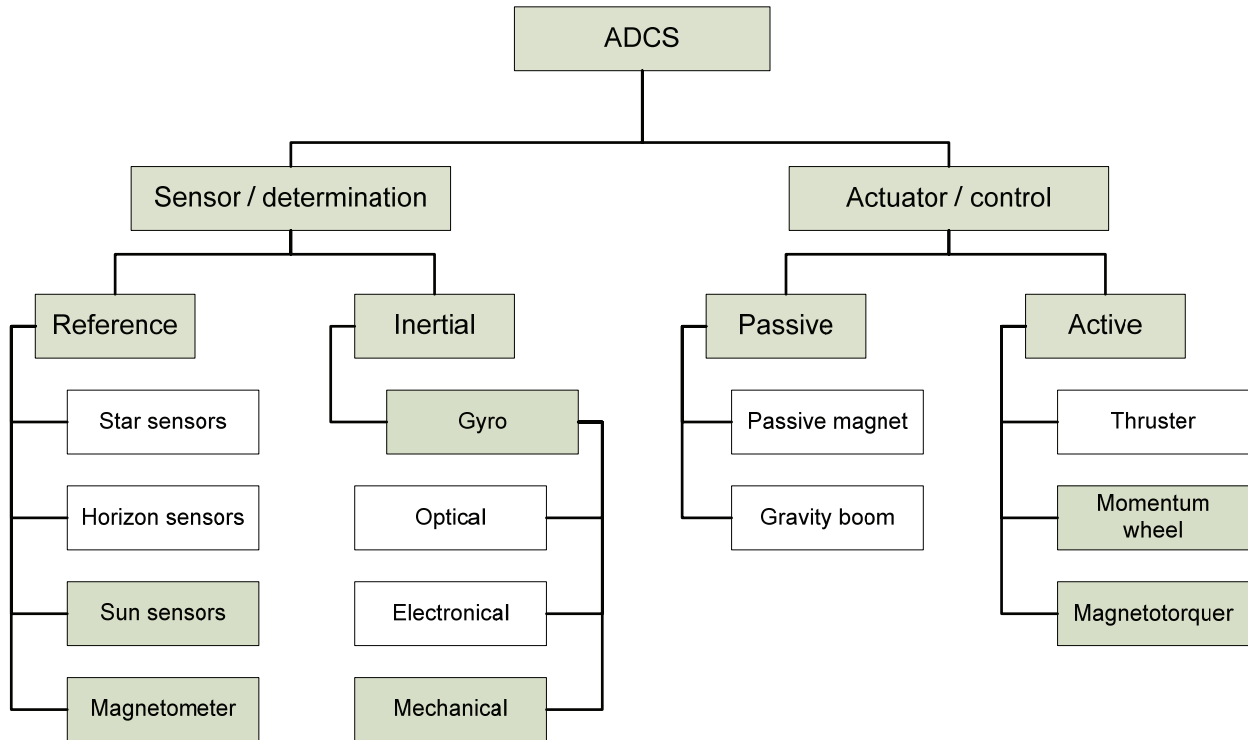 ADCS
Sensor / determination
Actuator / control
Reference
Inertial
Passive
Active
Star sensors
Gyro
Passive magnet
Thruster
Horizon sensors
Optical
Gravity boom
Momentum
wheel
Sun sensors
Electronical
Magnetotorquer
Magnetometer
Mechanical